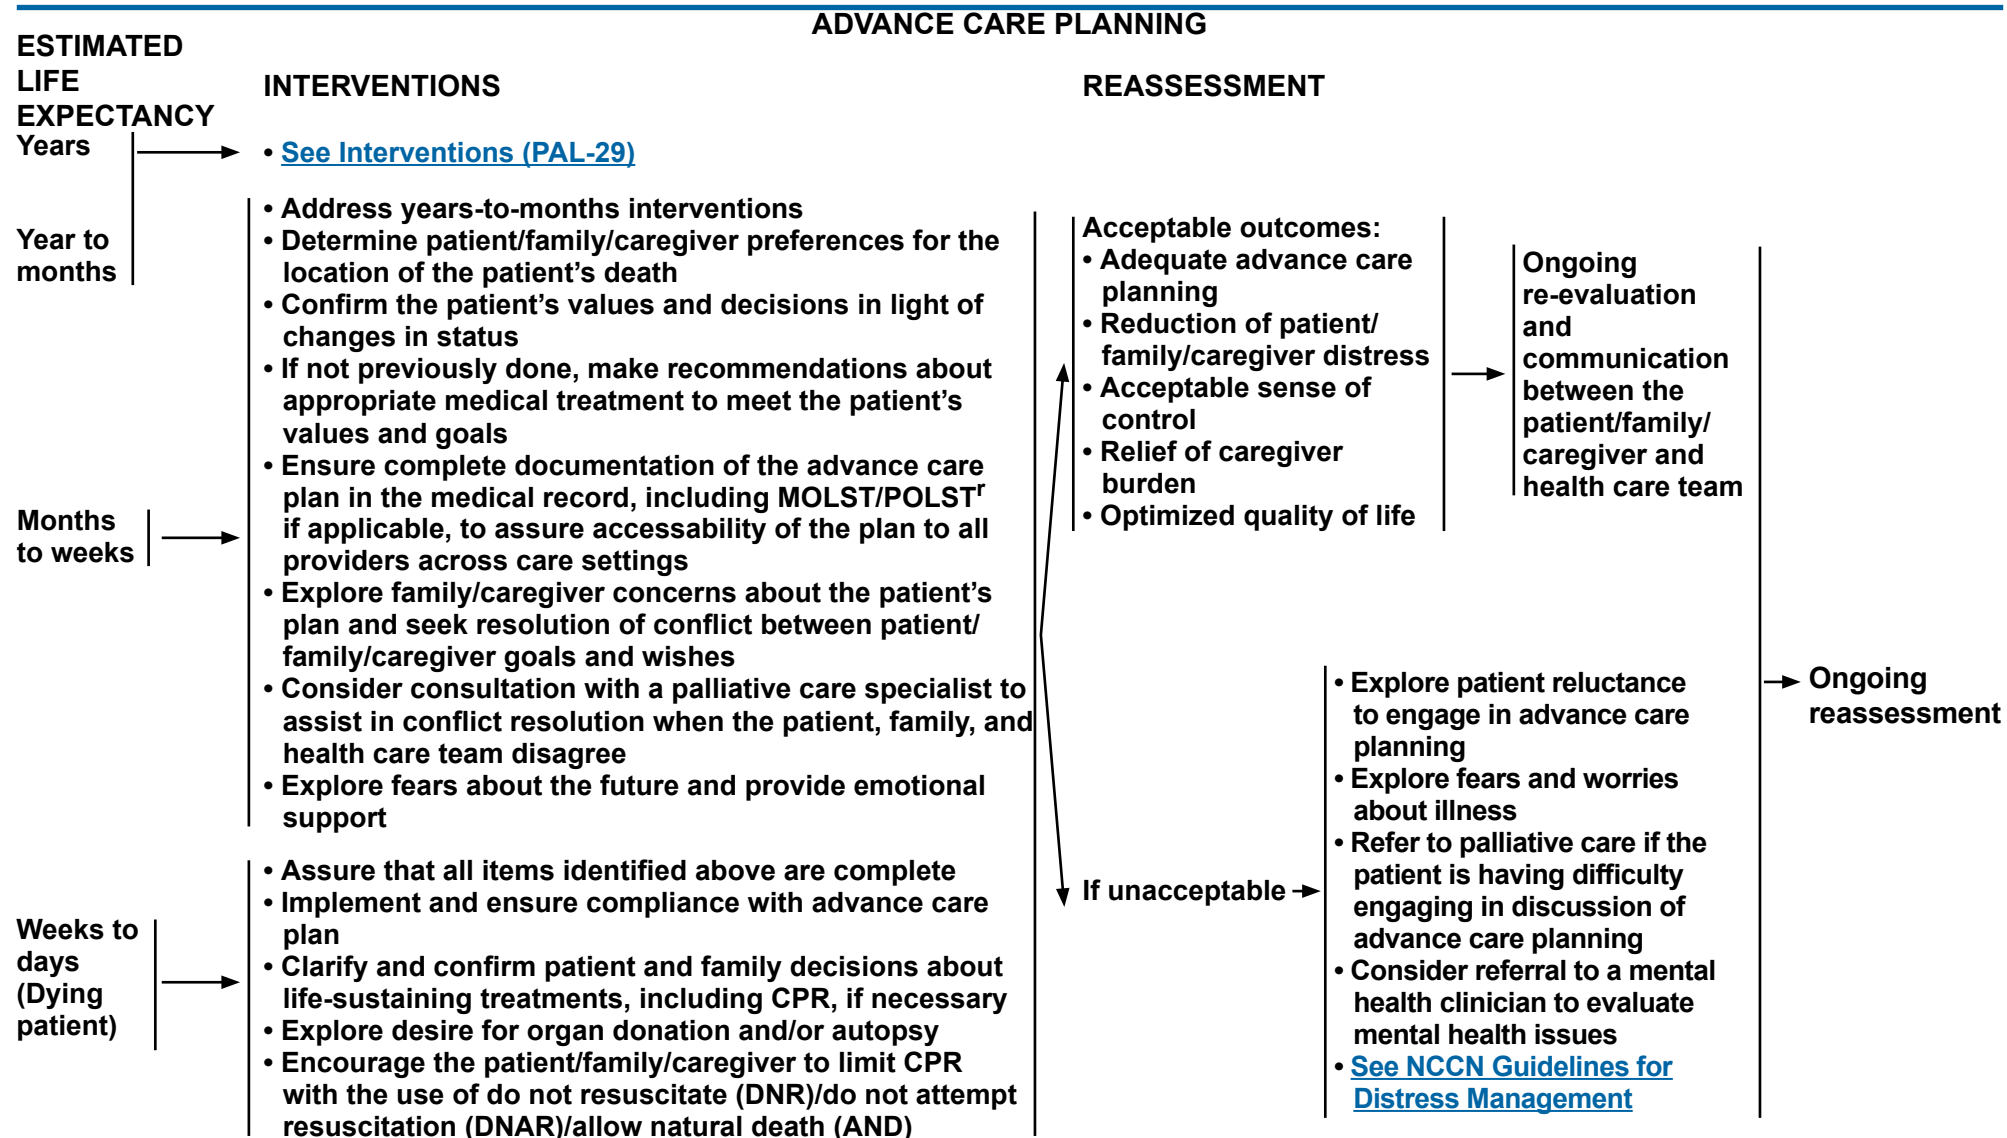 ADVANCE CARE PLANNING
ESTIMATED
LIFE
EXPECTANCY
INTERVENTIONS
REASSESSMENT
Years
• See Interventions (PAL-29)
Year to
months
• Address years-to-months interventions
• Determine patient/family/caregiver preferences for the
location of the patient’s death
• Confirm the patient’s values and decisions in light of
changes in status
• If not previously done, make recommendations about
appropriate medical treatment to meet the patient’s
values and goals
• Ensure complete documentation of the advance care
plan in the medical record, including MOLST/POLSTʳ
if applicable, to assure accessability of the plan to all
providers across care settings
• Explore family/caregiver concerns about the patient’s
plan and seek resolution of conflict between patient/
family/caregiver goals and wishes
• Consider consultation with a palliative care specialist to
assist in conflict resolution when the patient, family, and
health care team disagree
• Explore fears about the future and provide emotional
support
Months
to weeks
Weeks to
days
(Dying
patient)
• Assure that all items identified above are complete
• Implement and ensure compliance with advance care
plan
• Clarify and confirm patient and family decisions about
life-sustaining treatments, including CPR, if necessary
• Explore desire for organ donation and/or autopsy
• Encourage the patient/family/caregiver to limit CPR
with the use of do not resuscitate (DNR)/do not attempt
resuscitation (DNAR)/allow natural death (AND)
Acceptable outcomes:
• Adequate advance care
planning
• Reduction of patient/
family/caregiver distress
• Acceptable sense of
control
• Relief of caregiver
burden
• Optimized quality of life
Ongoing
re-evaluation
and
communication
between the
patient/family/
caregiver and
health care team
If unacceptable
• Explore patient reluctance
to engage in advance care
planning
• Explore fears and worries
about illness
• Refer to palliative care if the
patient is having difficulty
engaging in discussion of
advance care planning
• Consider referral to a mental
health clinician to evaluate
mental health issues
• See NCCN Guidelines for
Distress Management
Ongoing
reassessment